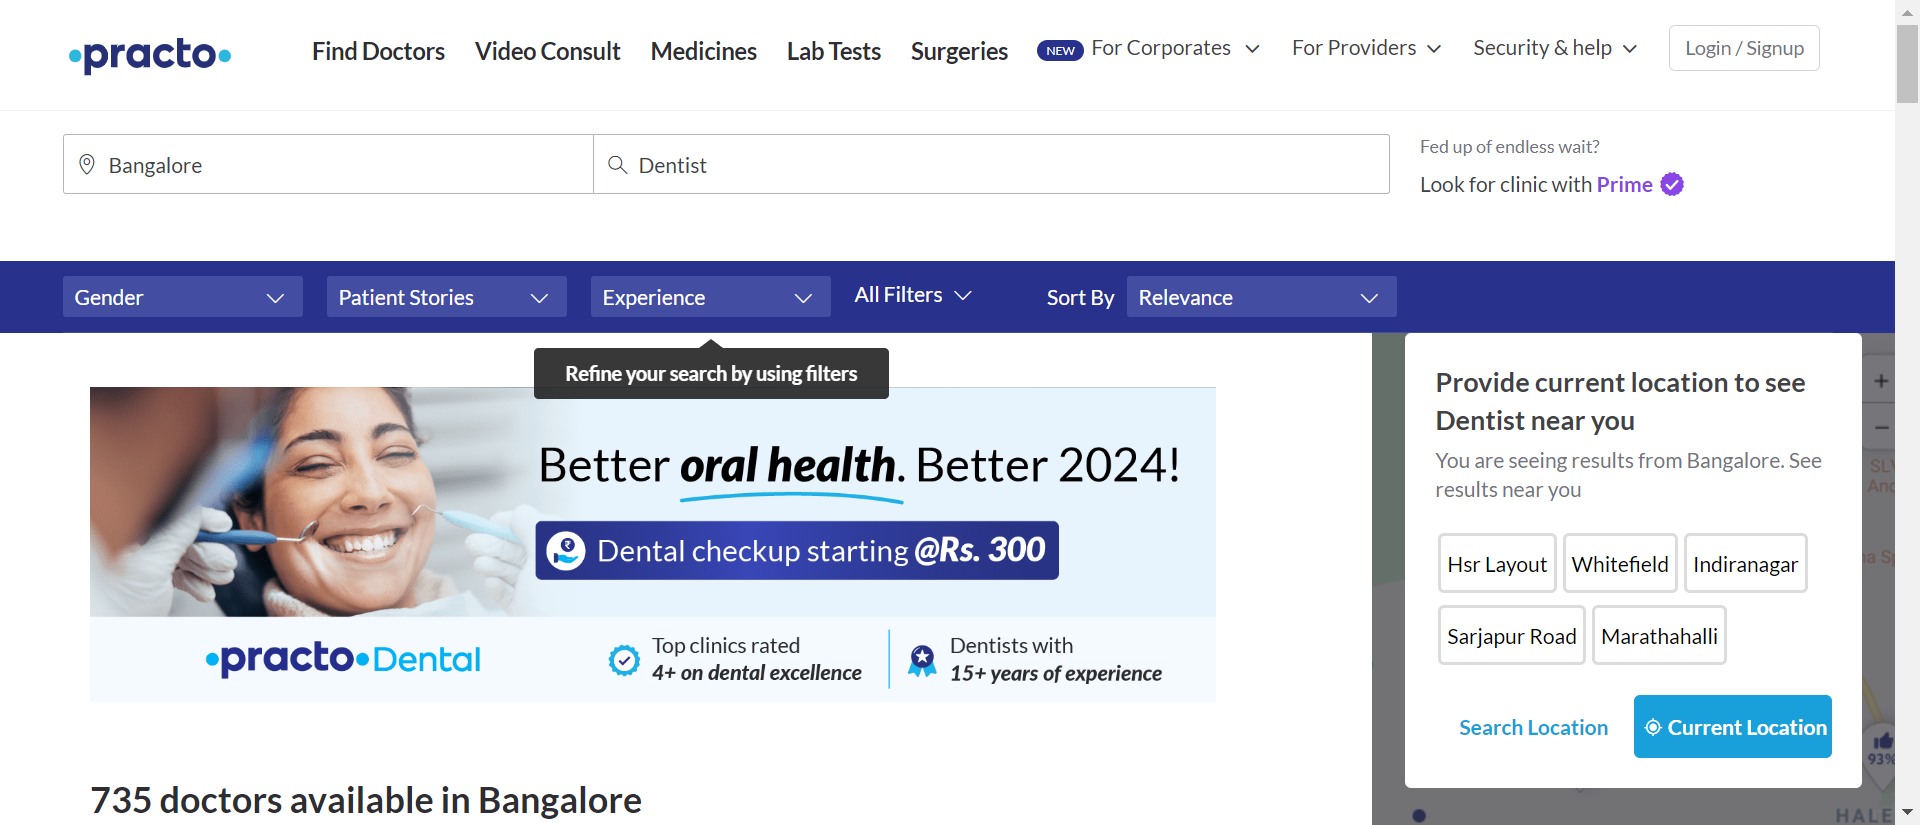 practo
Find Doctors
Video Consult
Medicines
Lab Tests
Surgeries
NEW
For Corporates
For Providers
Security & help
Login / Signup
Bangalore
Dentist
Fed up of endless wait?
Look for clinic with Prime
Gender
Patient Stories
Experience
All Filters
Sort By
Relevance
Refine your search by using filters
Better oral health. Better 2024!
Dental checkup starting @Rs. 300
practo Dental
Top clinics rated
4+ on dental excellence
Dentists with
15+ years of experience
735 doctors available in Bangalore
Provide current location to see
Dentist near you
You are seeing results from Bangalore. See
results near you
Hsr Layout
Whitefield
Indiranagar
Sarjapur Road
Marathahalli
Search Location
Current Location
93%